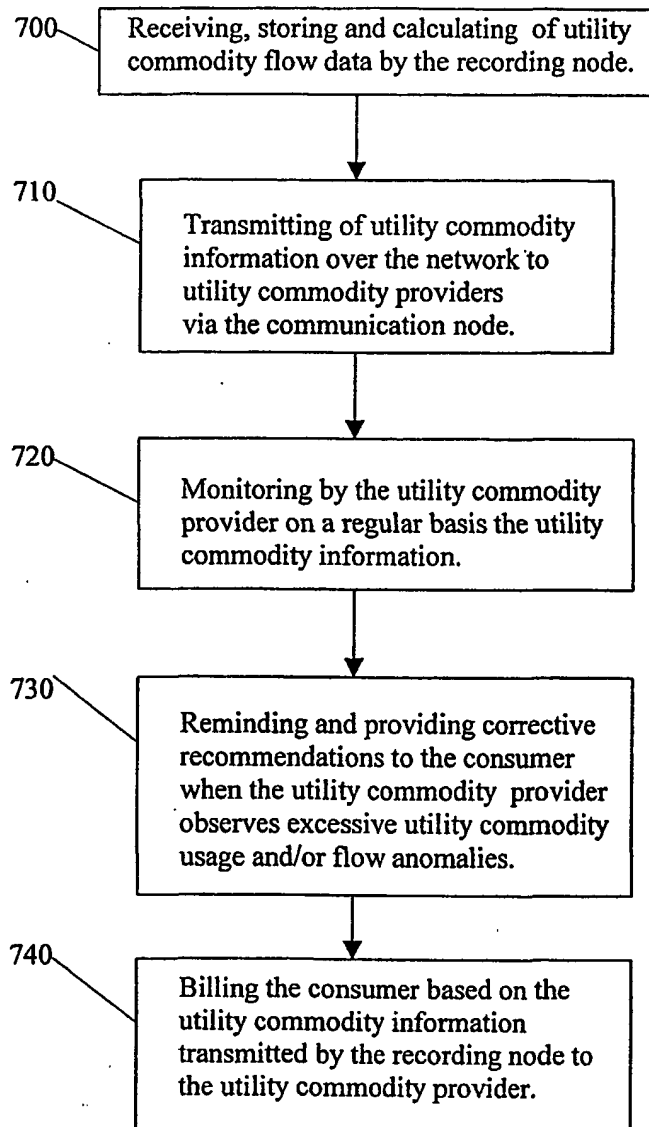 700
Receiving, storing and calculating of utility
commodity flow data by the recording node.
710
Transmitting of utility commodity
information over the network to
utility commodity providers
via the communication node.
720
Monitoring by the utility commodity
provider on a regular basis the utility
commodity information.
730
Reminding and providing corrective
recommendations to the consumer
when the utility commodity provider
observes excessive utility commodity
usage and/or flow anomalies.
740
Billing the consumer based on the
utility commodity information
transmitted by the recording node to
the utility commodity provider.